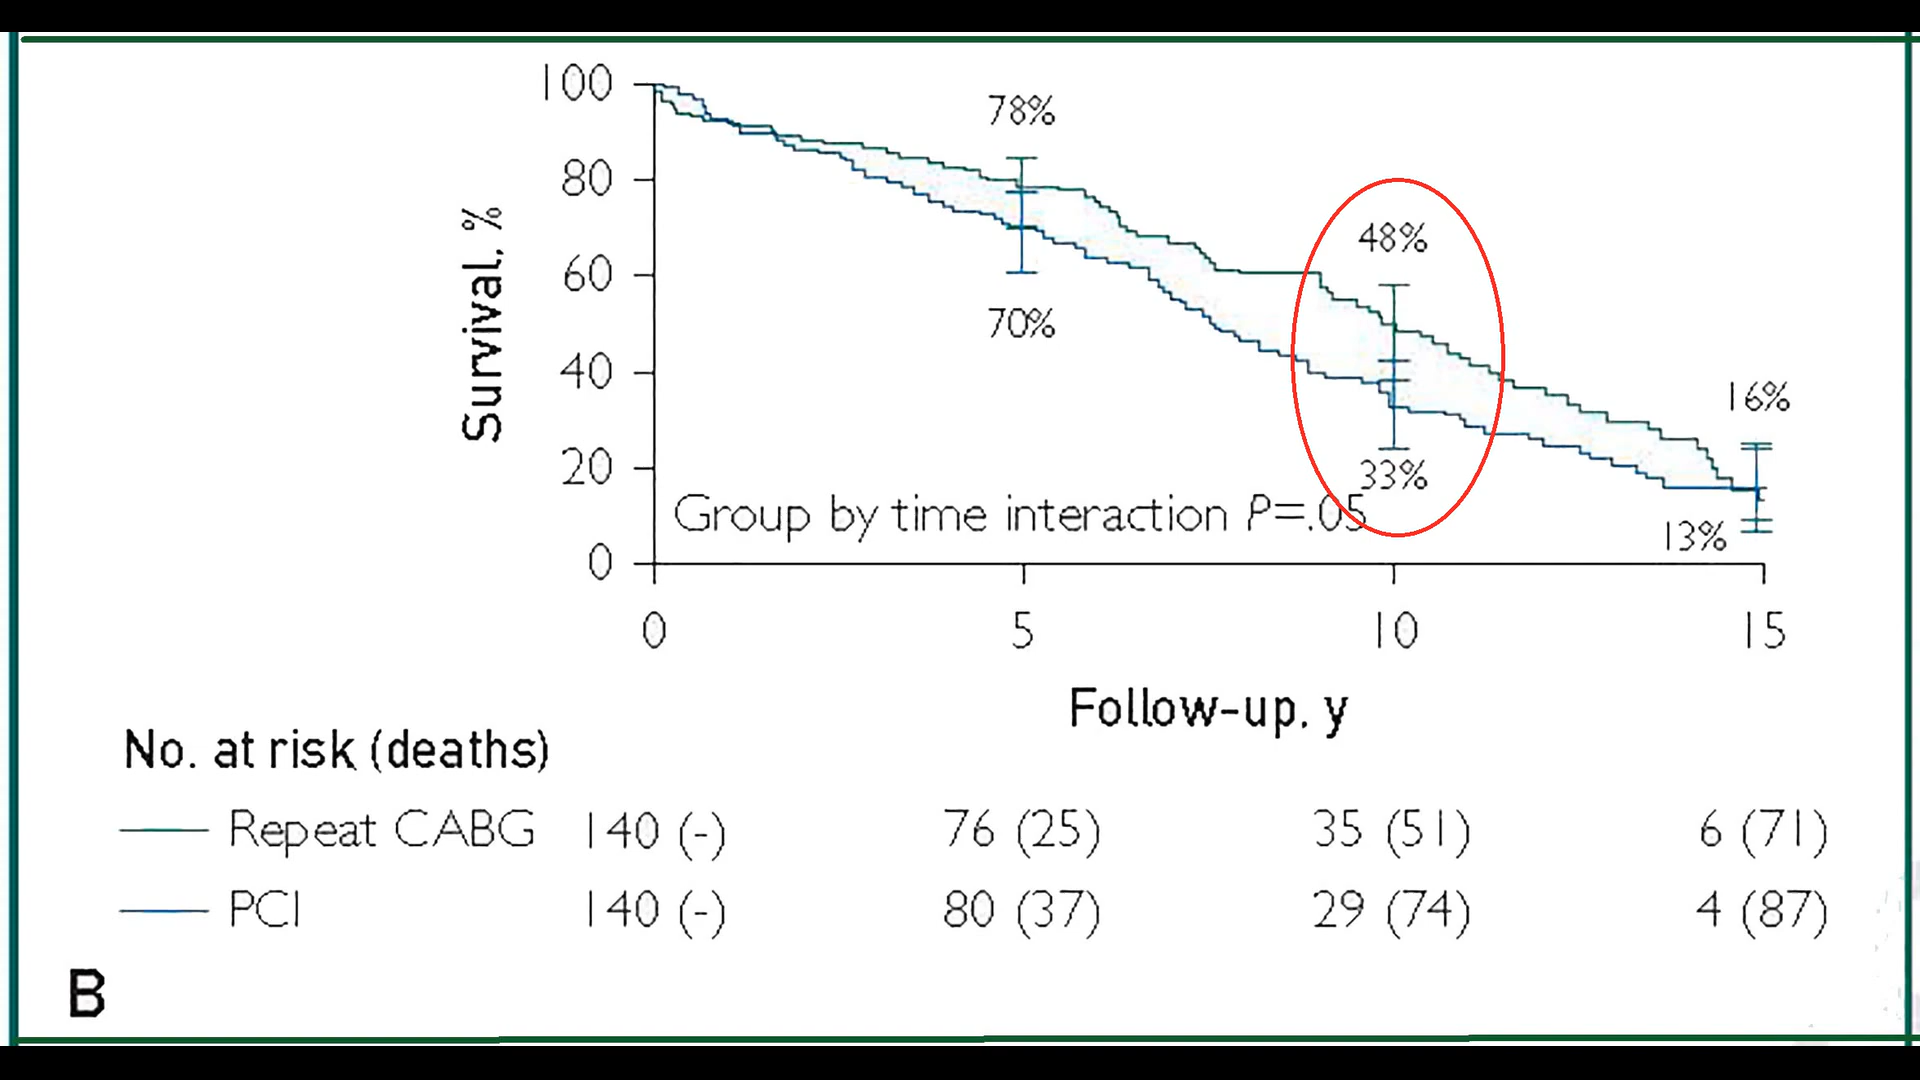 100
78%
80
48%
60
70%
40
16%
20
33%
Group by time interaction P=.05
13%
0
0 5 10 15
Survival, %
Follow-up, y
No. at risk (deaths)
Repeat CABG 140 (-) 76 (25) 35 (51) 6 (71)
PCI 140 (-) 80 (37) 29 (74) 4 (87)
B